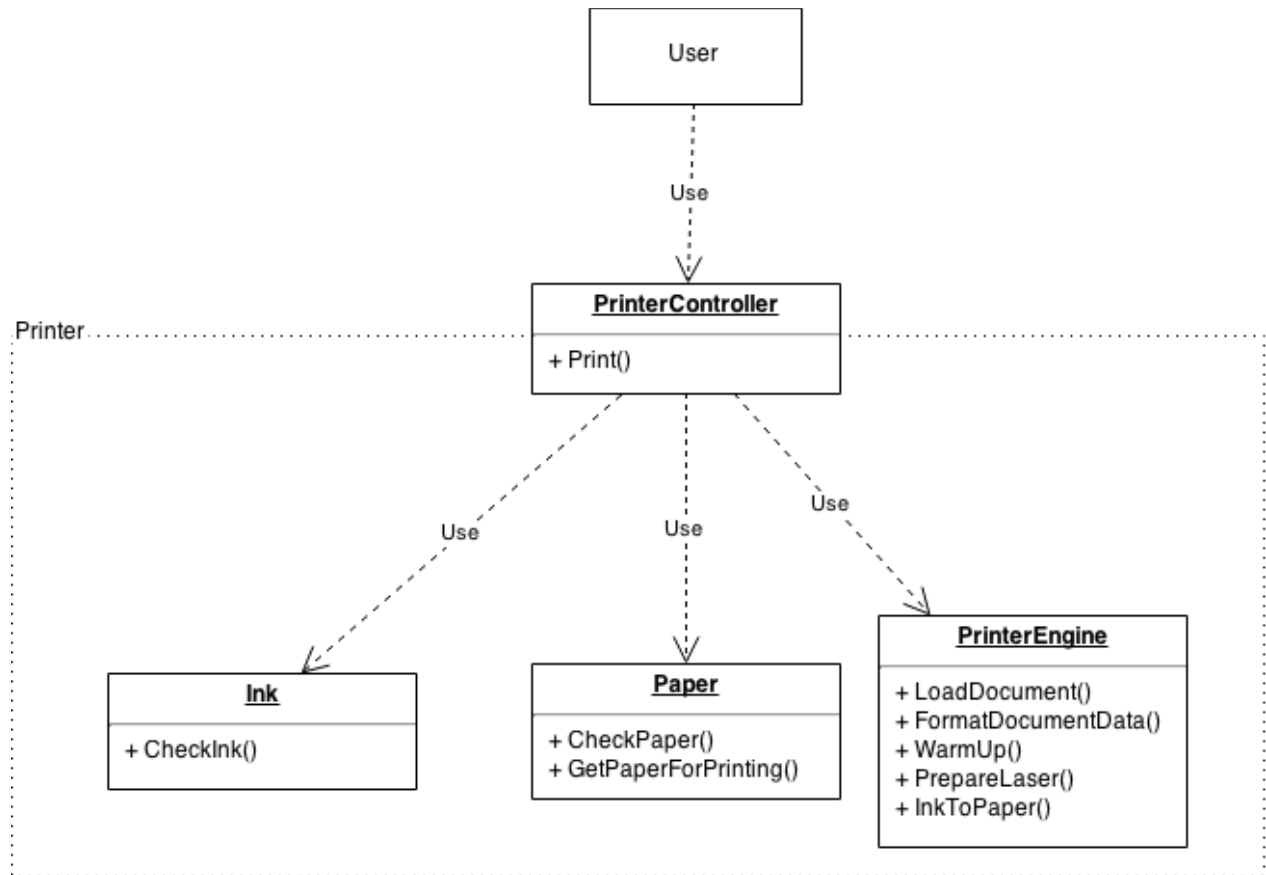 User
Use
PrinterController
Printer
+ Print()
Use
Use
Use
Ink
+ CheckInk()
Paper
+ CheckPaper()
+ GetPaperForPrinting()
PrinterEngine
+ LoadDocument()
+ FormatDocumentData()
+ WarmUp()
+ PrepareLaser()
+ InkToPaper()